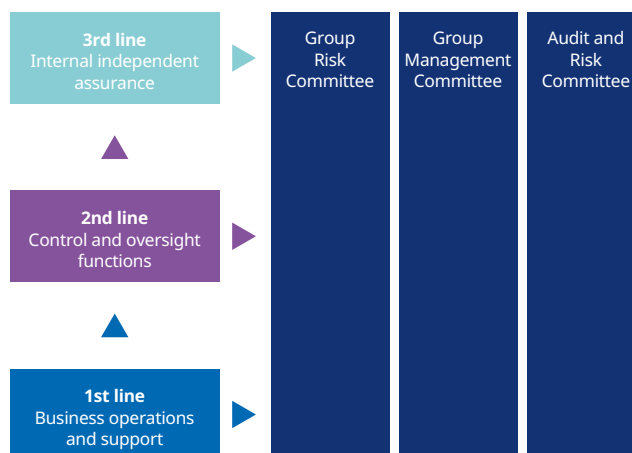 3rd line
Internal independent
assurance
Group
Risk
Committee
Group
Management
Committee
Audit and
Risk
Committee
2nd line
Control and oversight
functions
1st line
Business operations
and support